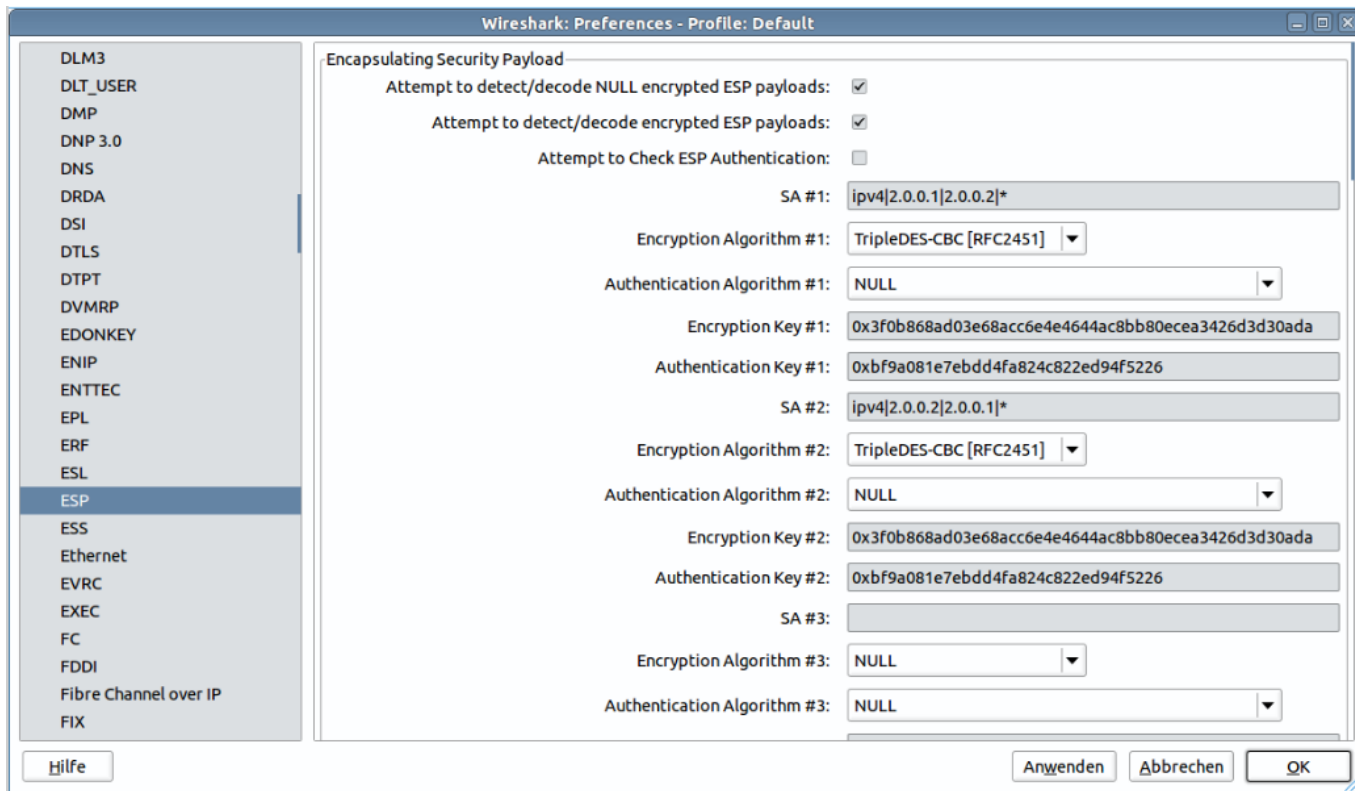 Wireshark: Preferences - Profile: Default
DLM3
DLT_USER
DMP
DNP 3.0
DNS
DRDA
DSI
DTLS
DTPT
DVMRP
EDONKEY
ENIP
ENTTEC
EPL
ERF
ESL
ESP
ESS
Ethernet
EVRC
EXEC
FC
FDDI
Fibre Channel over IP
FIX
Encapsulating Security Payload
Attempt to detect/decode NULL encrypted ESP payloads:
Attempt to detect/decode encrypted ESP payloads:
Attempt to Check ESP Authentication:
SA #1: ipv4|2.0.0.1|2.0.0.2|*
Encryption Algorithm #1: TripleDES-CBC [RFC2451]
Authentication Algorithm #1: NULL
Encryption Key #1: 0x3f0b868ad03e68acc6e4e4644ac8bb80ecea3426d3d30ada
Authentication Key #1: 0xbf9a081e7ebdd4fa824c822ed94f5226
SA #2: ipv4|2.0.0.2|2.0.0.1|*
Encryption Algorithm #2: TripleDES-CBC [RFC2451]
Authentication Algorithm #2: NULL
Encryption Key #2: 0x3f0b868ad03e68acc6e4e4644ac8bb80ecea3426d3d30ada
Authentication Key #2: 0xbf9a081e7ebdd4fa824c822ed94f5226
SA #3:
Encryption Algorithm #3: NULL
Authentication Algorithm #3: NULL
Hilfe
Anwenden
Abbrechen
OK